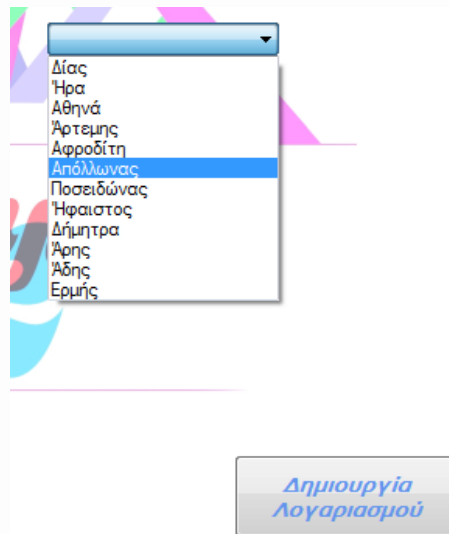 Δίας
Ήρα
Αθηνά
Άρτεμης
Αφροδίτη
Απόλλωνας
Ποσειδώνας
Ήφαιστος
Δήμητρα
Άρης
Άδης
Ερμής
Δημιουργία
Λογαριασμού